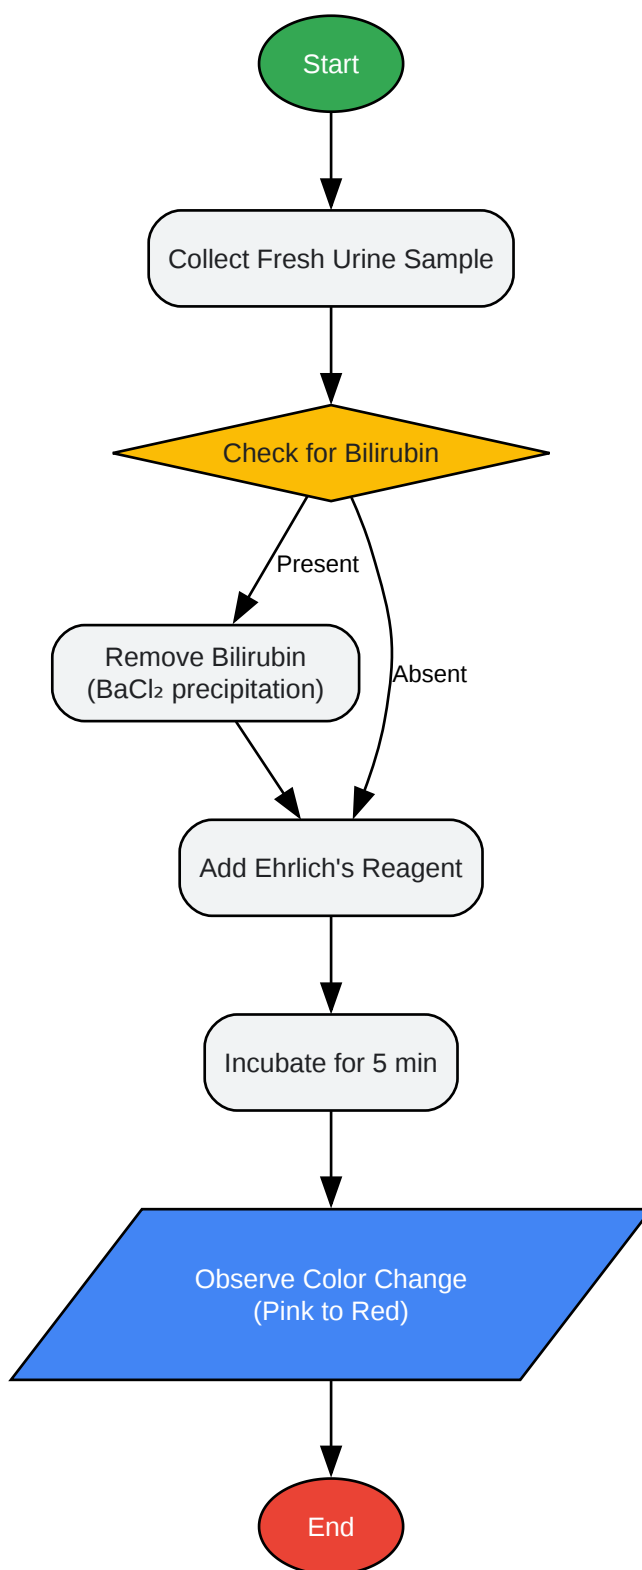 Start
Collect Fresh Urine Sample
Check for Bilirubin
Present
Remove Bilirubin
(BaCl₂ precipitation)
Absent
Add Ehrlich's Reagent
Incubate for 5 min
Observe Color Change
(Pink to Red)
End